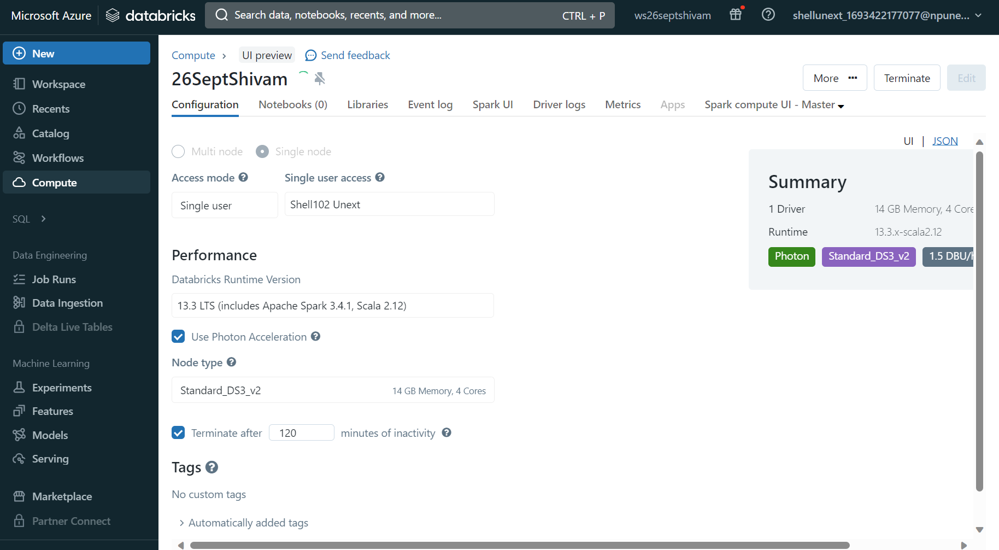 Microsoft Azure databricks Search data, notebooks, recents, and more... CTRL + P ws26septshivam shellunext_1693422177077@npune...
New
Workspace
Recents
Catalog
Workflows
Compute
SQL
Data Engineering
Job Runs
Data Ingestion
Delta Live Tables
Machine Learning
Experiments
Features
Models
Serving
Marketplace
Partner Connect
Compute > UI preview Send feedback
26SeptShivam
More ... Terminate Edit
Configuration Notebooks (0) Libraries Event log Spark UI Driver logs Metrics Apps Spark compute UI - Master
UI | JSON
Multi node Single node
Access mode Single user access
Single user Shell102 Unext
Performance
Databricks Runtime Version
13.3 LTS (includes Apache Spark 3.4.1, Scala 2.12)
Use Photon Acceleration
Node type
Standard_DS3_v2 14 GB Memory, 4 Cores
Terminate after 120 minutes of inactivity
Tags
No custom tags
Automatically added tags
Summary
1 Driver 14 GB Memory, 4 Core
Runtime 13.3.x-scala2.12
Photon Standard_DS3_v2 1.5 DBU/h